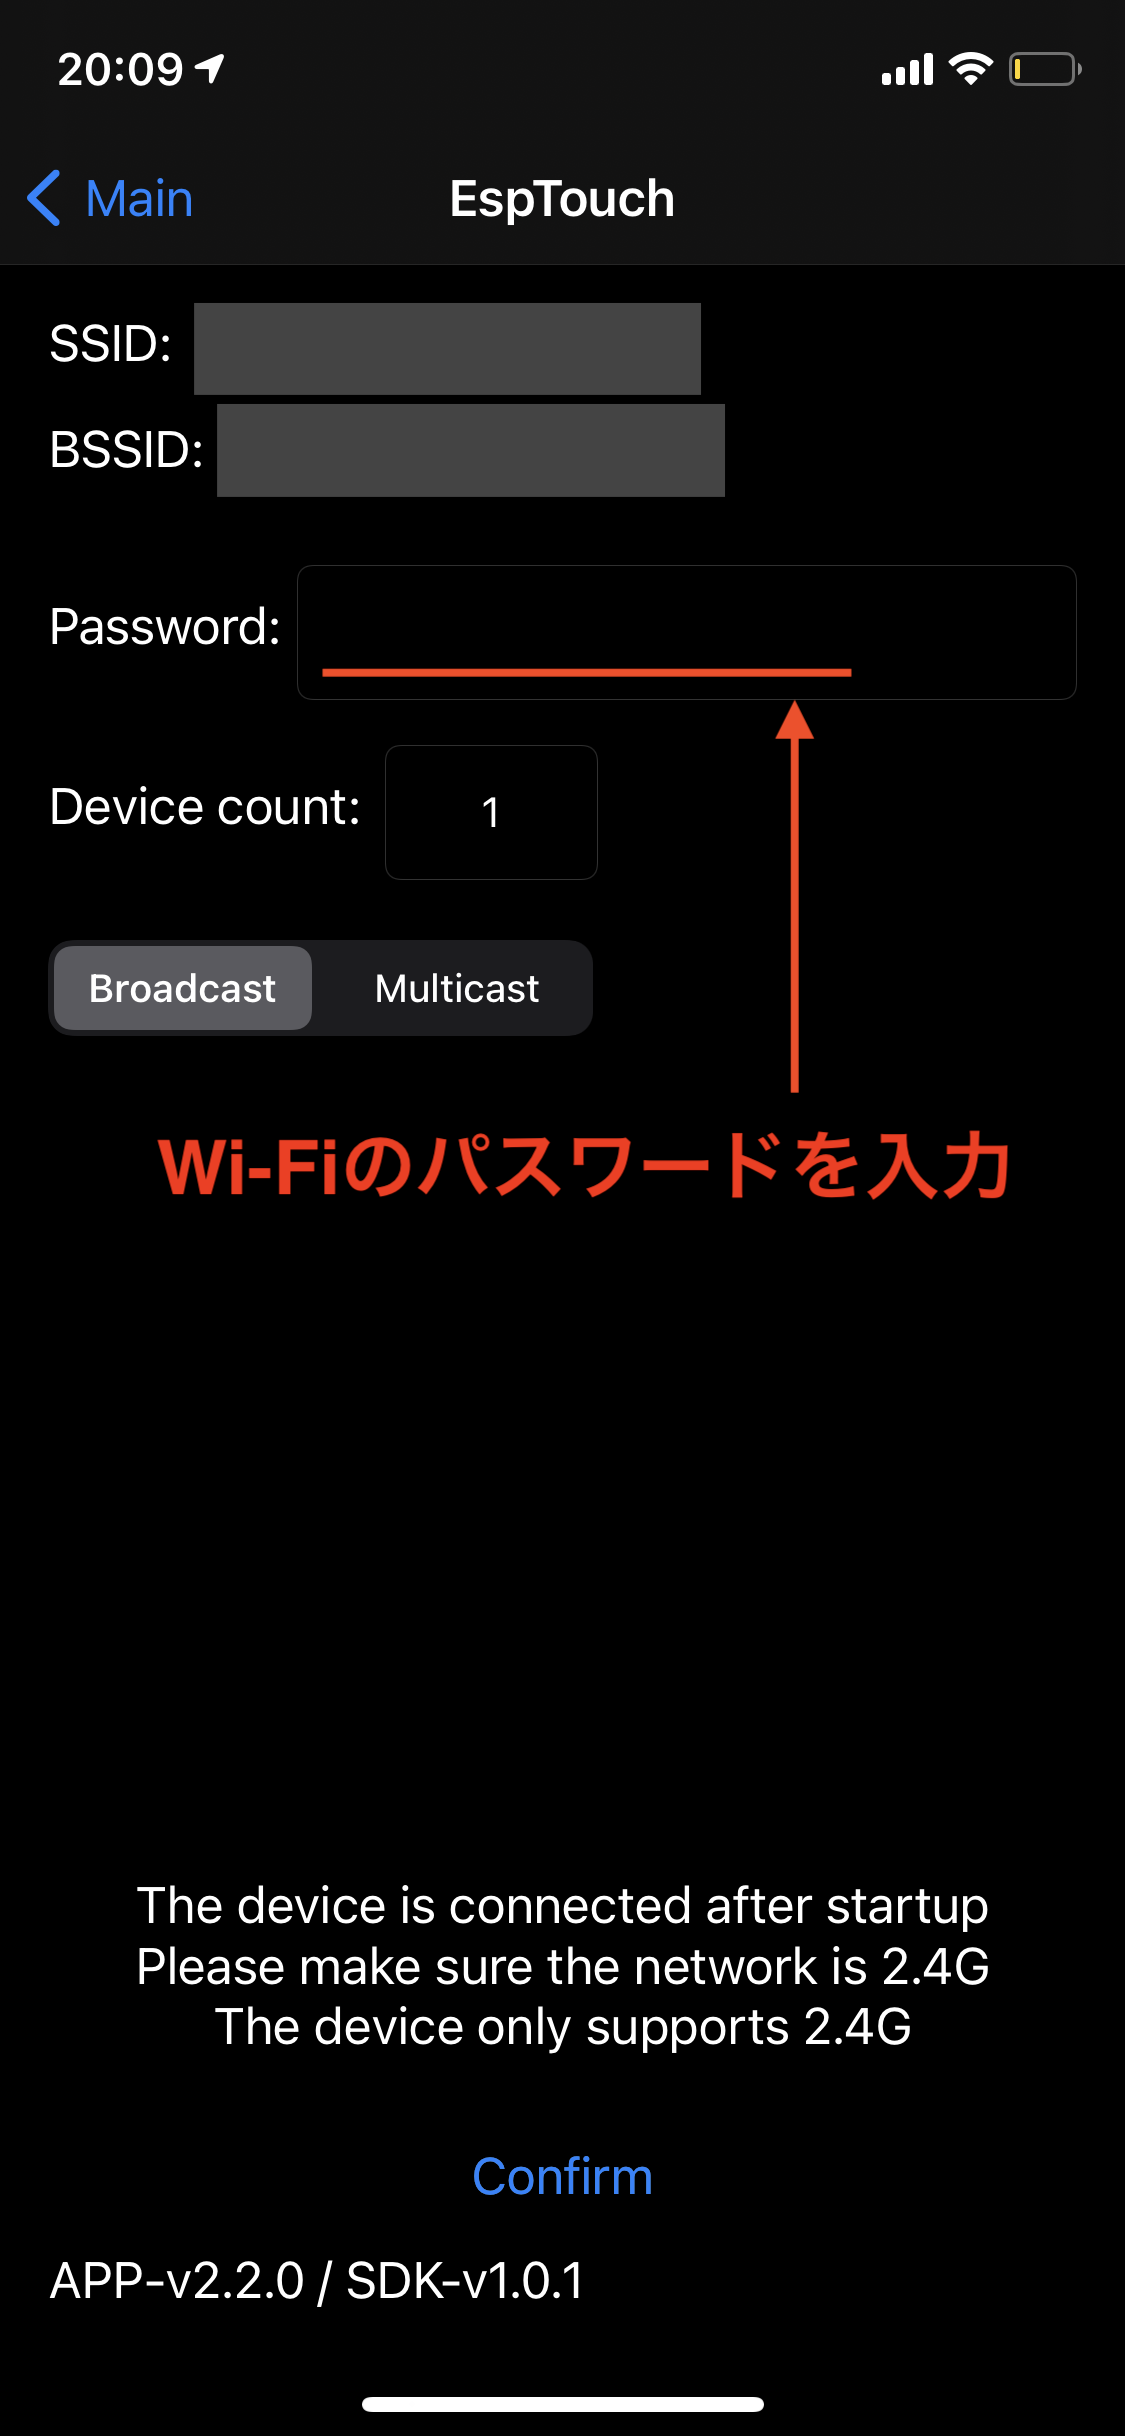 20:09
Main
EspTouch
SSID:
BSSID:
Password:
Device count: 1
Broadcast Multicast
Wi-Fiのパスワードを入力
The device is connected after startup
Please make sure the network is 2.4G
The device only supports 2.4G
Confirm
APP-v2.2.0 / SDK-v1.0.1